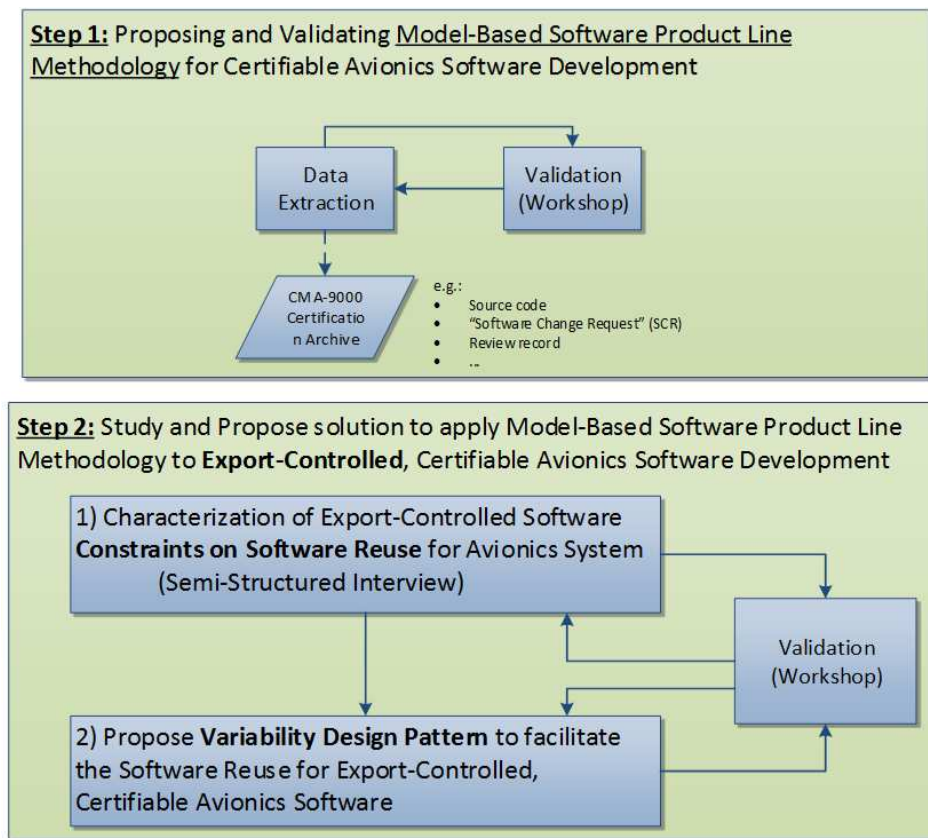 Step 1: Proposing and Validating Model-Based Software Product Line
Methodology for Certifiable Avionics Software Development
Data
Extraction
Validation
(Workshop)
CMA-9000
Certificatio
n Archive
e.g.:
• Source code
• “Software Change Request” (SCR)
• Review record
• ...
Step 2: Study and Propose solution to apply Model-Based Software Product Line
Methodology to Export-Controlled, Certifiable Avionics Software Development
1) Characterization of Export-Controlled Software
Constraints on Software Reuse for Avionics System
(Semi-Structured Interview)
Validation
(Workshop)
2) Propose Variability Design Pattern to facilitate
the Software Reuse for Export-Controlled,
Certifiable Avionics Software